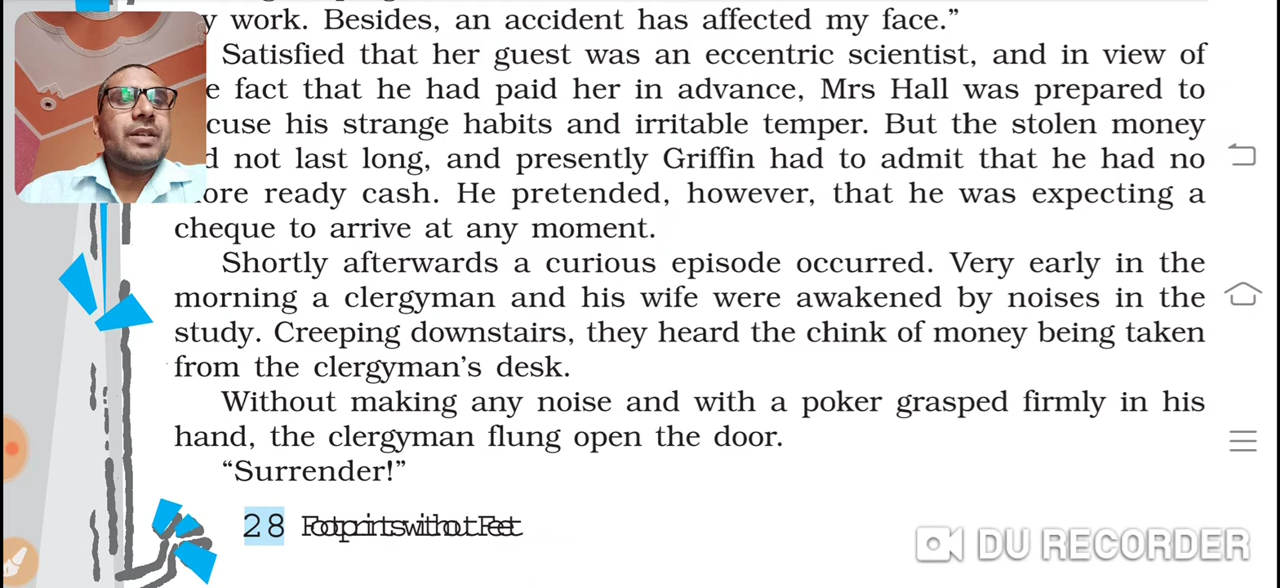 y work. Besides, an accident has affected my face.”
Satisfied that her guest was an eccentric scientist, and in view of
e fact that he had paid her in advance, Mrs Hall was prepared to
cuse his strange habits and irritable temper. But the stolen money
d not last long, and presently Griffin had to admit that he had no
ore ready cash. He pretended, however, that he was expecting a
cheque to arrive at any moment.
Shortly afterwards a curious episode occurred. Very early in the
morning a clergyman and his wife were awakened by noises in the
study. Creeping downstairs, they heard the chink of money being taken
from the clergyman’s desk.
Without making any noise and with a poker grasped firmly in his
hand, the clergyman flung open the door.
“Surrender!”
28 Footprints without Feet
DU RECORDER